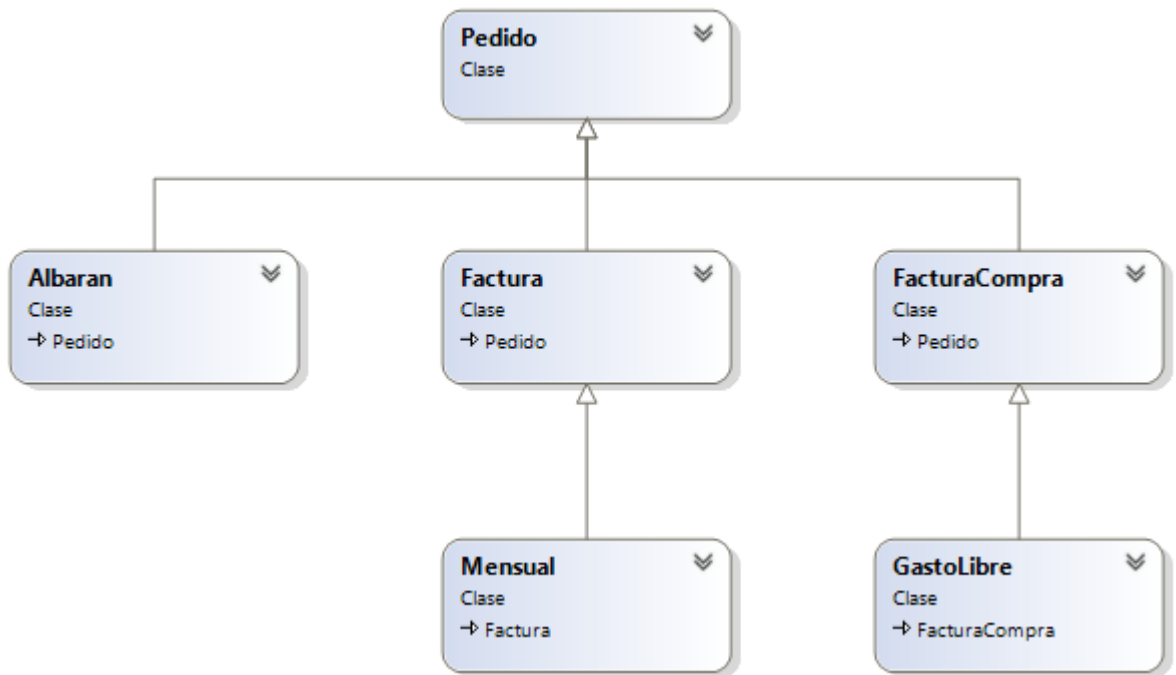 Pedido
Clase
Albaran
Clase
Pedido
Factura
Clase
Pedido
FacturaCompra
Clase
Pedido
Mensual
Clase
Factura
GastoLibre
Clase
FacturaCompra